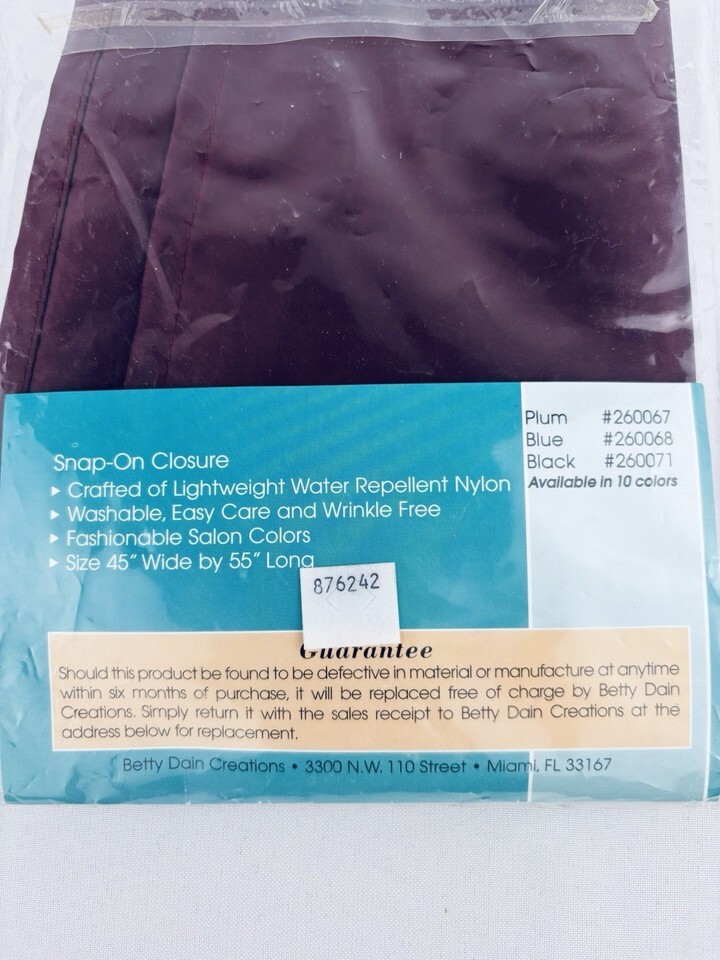 Plum #260067
Blue #260068
Black #260071
Available in 10 colors
Snap-On Closure
▸ Crafted of Lightweight Water Repellent Nylon
▸ Washable, Easy Care and Wrinkle Free
▸ Fashionable Salon Colors
▸ Size 45" Wide by 55" Long
876242
Guarantee
Should this product be found to be defective in material or manufacture at anytime
within six months of purchase, it will be replaced free of charge by Betty Dain
Creations. Simply return it with the sales receipt to Betty Dain Creations at the
address below for replacement.
Betty Dain Creations • 3300 N.W. 110 Street • Miami, FL 33167